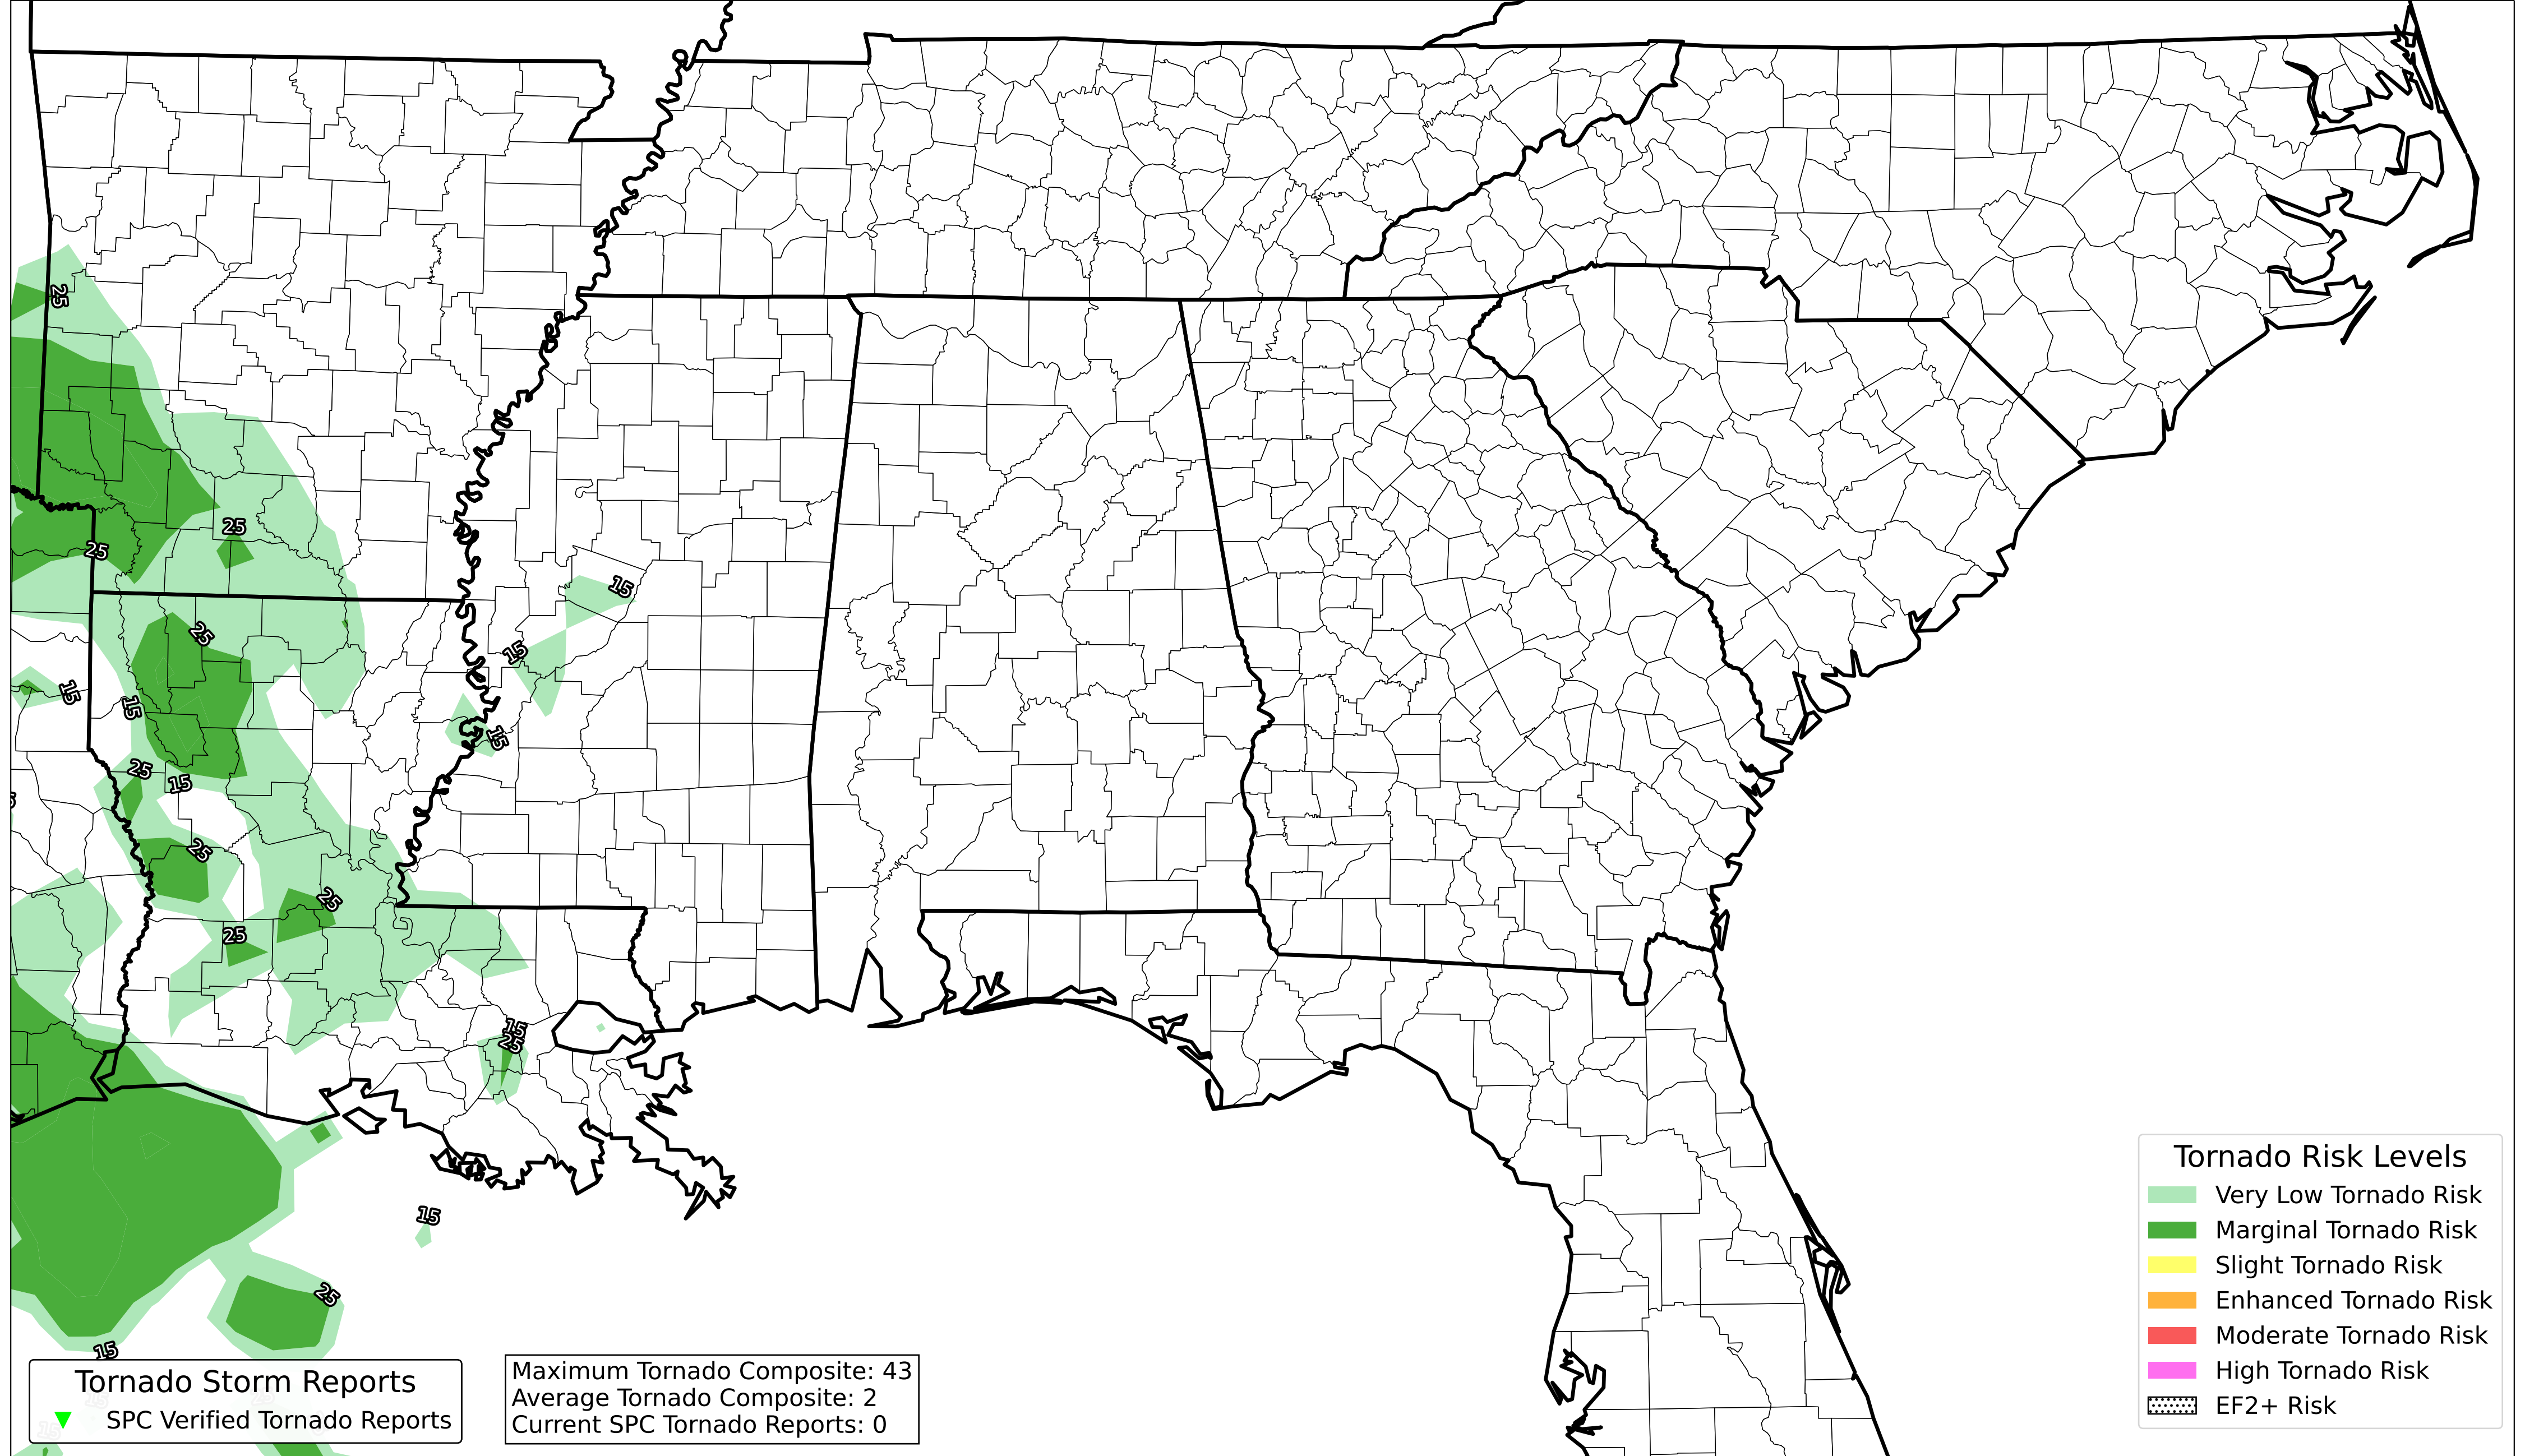 25
25
25
15
25
15
15
15
15
25
15
25
25
25
15
25
15
25
15
Tornado Risk Levels
Very Low Tornado Risk
Marginal Tornado Risk
Slight Tornado Risk
Enhanced Tornado Risk
Moderate Tornado Risk
High Tornado Risk
EF2+ Risk
Tornado Storm Reports
SPC Verified Tornado Reports
Maximum Tornado Composite: 43
Average Tornado Composite: 2
Current SPC Tornado Reports: 0